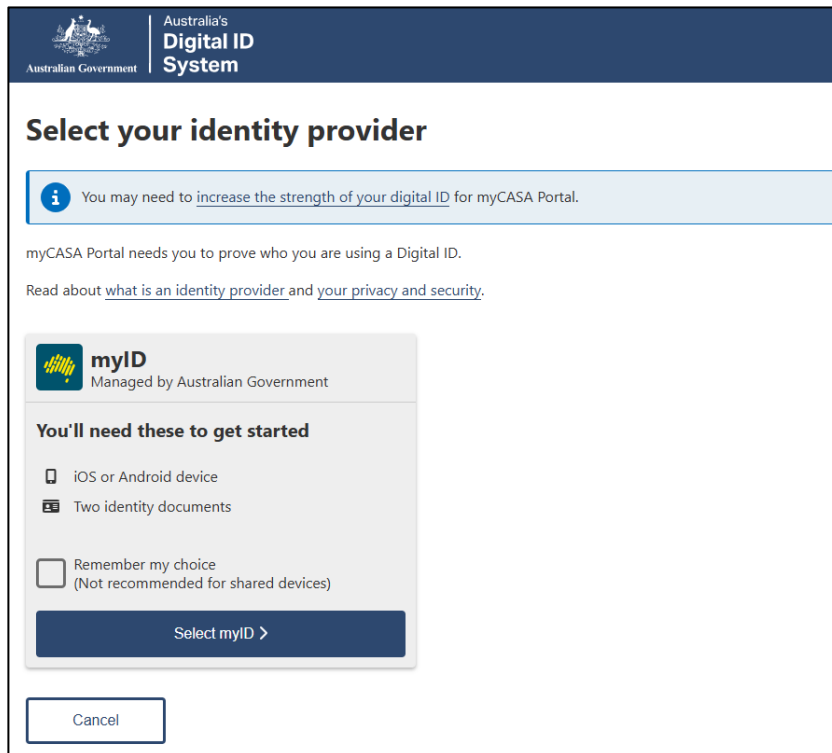 Australian Government
Australia's
Digital ID
System
Select your identity provider
You may need to increase the strength of your digital ID for myCASA Portal.
myCASA Portal needs you to prove who you are using a Digital ID.
Read about what is an identity provider and your privacy and security.
myID
Managed by Australian Government
You'll need these to get started
iOS or Android device
Two identity documents
Remember my choice
(Not recommended for shared devices)
Select myID
Cancel